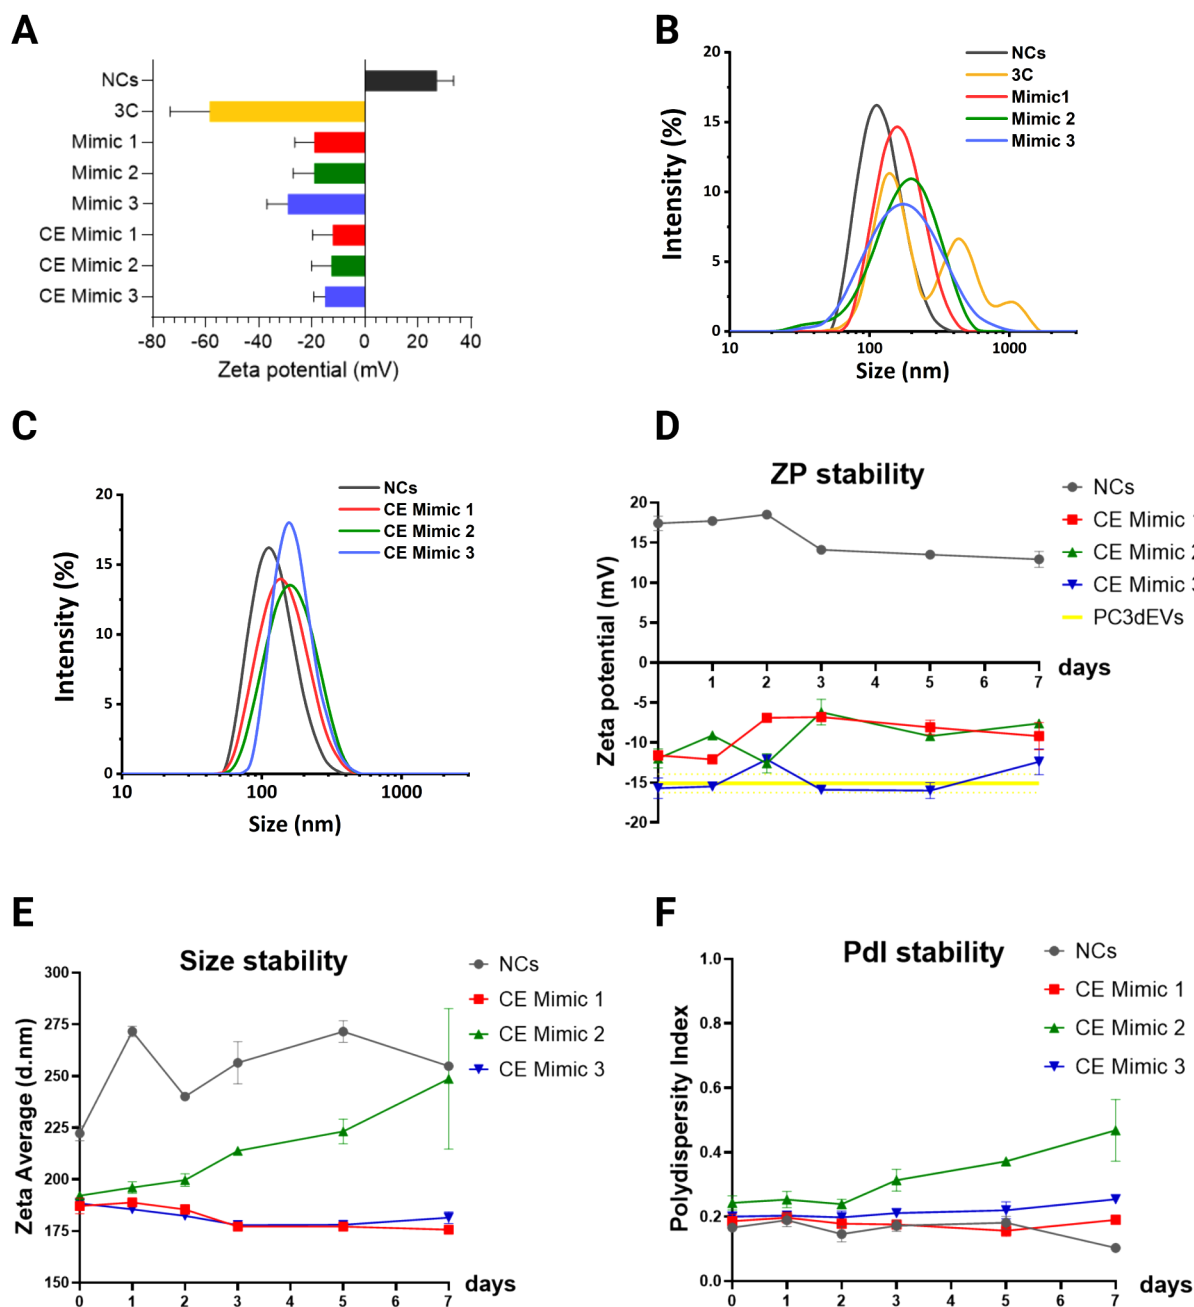 A
NCs
3C
Mimic 1
Mimic 2
Mimic 3
CE Mimic 1
CE Mimic 2
CE Mimic 3
-80 -60 -40 -20 0 20 40
Zeta potential (mV)
B
20
15
10
5
0
Intensity (%)
NCs
3C
Mimic1
Mimic 2
Mimic 3
10 100 1000
Size (nm)
C
20
15
10
5
0
Intensity (%)
NCs
CE Mimic 1
CE Mimic 2
CE Mimic 3
10 100 1000
Size (nm)
D
ZP stability
20
15
10
5
0
-5
-10
-15
-20
Zeta potential (mV)
1 2 3 4 5 6 7
days
NCs
CE Mimic 1
CE Mimic 2
CE Mimic 3
PC3dEVs
E
Size stability
300
275
250
225
200
175
150
Zeta Average (d.nm)
0 1 2 3 4 5 6 7
days
NCs
CE Mimic 1
CE Mimic 2
CE Mimic 3
F
PdI stability
1.0
0.8
0.6
0.4
0.2
0.0
Polydispersity Index
0 1 2 3 4 5 6 7
days
NCs
CE Mimic 1
CE Mimic 2
CE Mimic 3